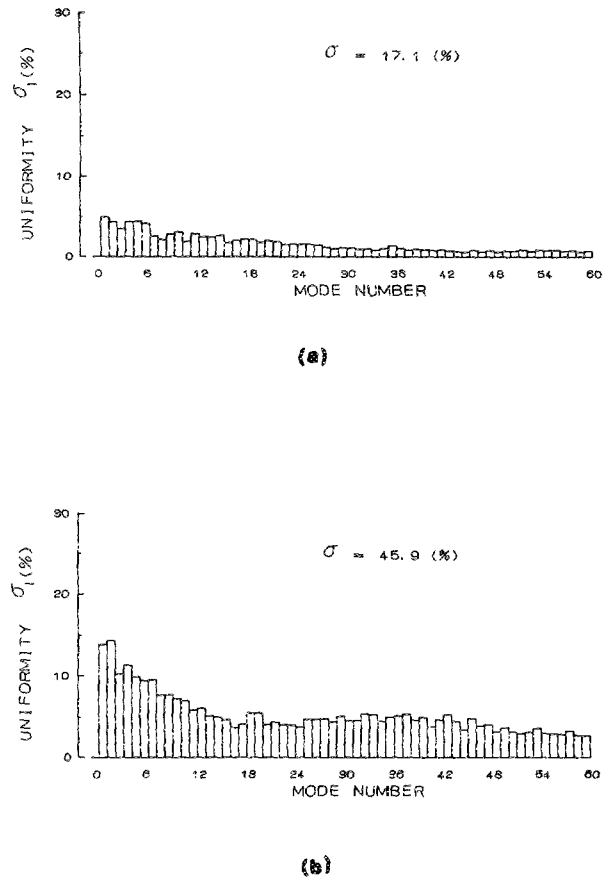 30
20
10
0
UNIFORMITY σ₁(%)
σ = 17.1 (%)
0 6 12 18 24 30 36 42 48 54 60
MODE NUMBER
(a)
30
20
10
0
UNIFORMITY σ₁(%)
σ = 45.9 (%)
0 6 12 18 24 30 36 42 48 54 60
MODE NUMBER
(b)